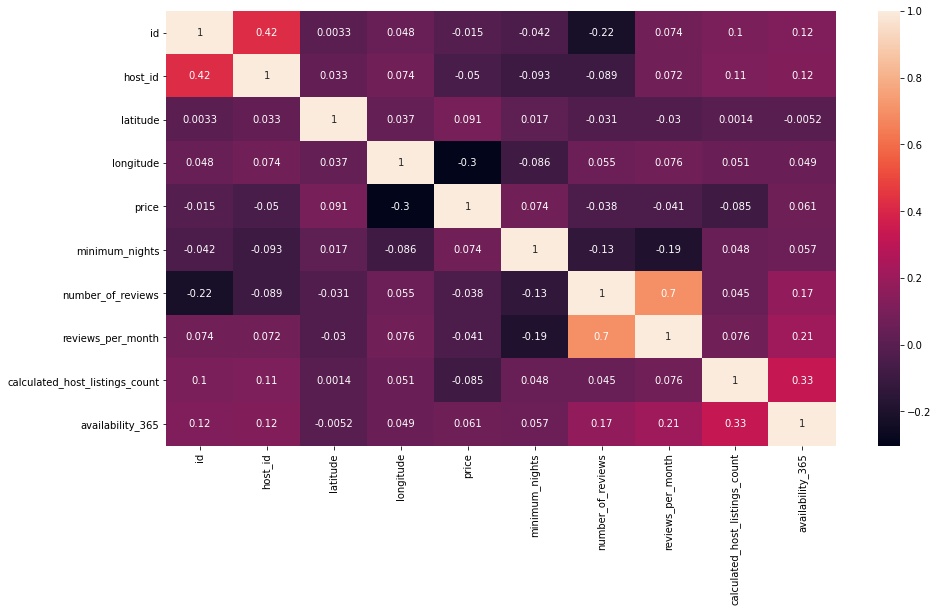 id 1 0.42 0.0033 0.048 -0.015 -0.042 -0.22 0.074 0.1 0.12
host_id 0.42 1 0.033 0.074 -0.05 -0.093 -0.089 0.072 0.11 0.12
latitude 0.0033 0.033 1 0.037 0.091 0.017 -0.031 -0.03 0.0014 -0.0052
longitude 0.048 0.074 0.037 1 -0.3 -0.086 0.055 0.076 0.051 0.049
price -0.015 -0.05 0.091 -0.3 1 0.074 -0.038 -0.041 -0.085 0.061
minimum_nights -0.042 -0.093 0.017 -0.086 0.074 1 -0.13 -0.19 0.048 0.057
number_of_reviews -0.22 -0.089 -0.031 0.055 -0.038 -0.13 1 0.7 0.045 0.17
reviews_per_month 0.074 0.072 -0.03 0.076 -0.041 -0.19 0.7 1 0.076 0.21
calculated_host_listings_count 0.1 0.11 0.0014 0.051 -0.085 0.048 0.045 0.076 1 0.33
availability_365 0.12 0.12 -0.0052 0.049 0.061 0.057 0.17 0.21 0.33 1
id
host_id
latitude
longitude
price
minimum_nights
number_of_reviews
reviews_per_month
calculated_host_listings_count
availability_365
1.0
0.8
0.6
0.4
0.2
0.0
−0.2